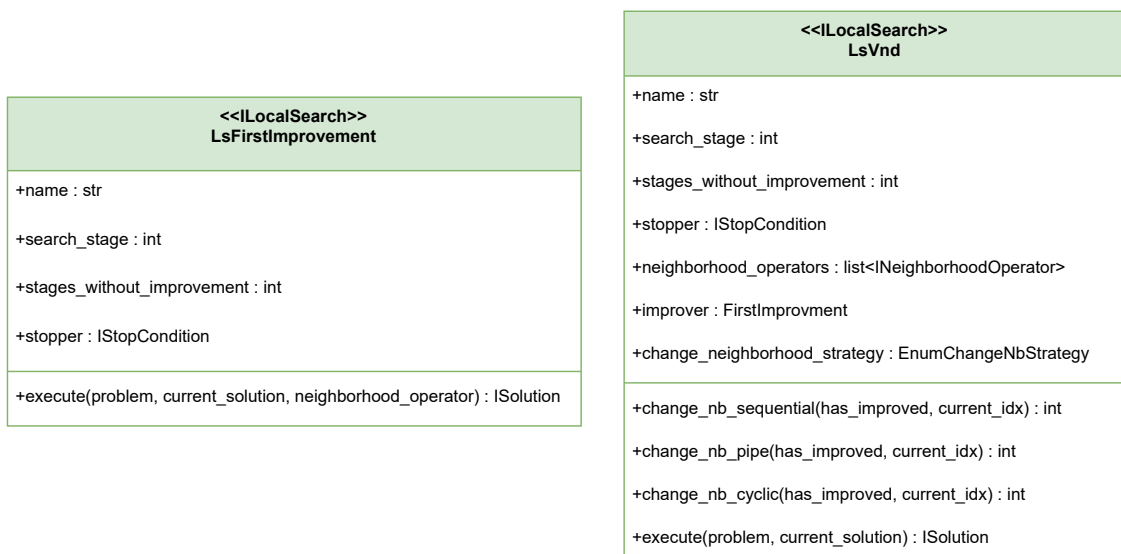 <<ILocalSearch>>
LsFirstImprovement
+name : str
+search_stage : int
+stages_without_improvement : int
+stopper : IStopCondition
+execute(problem, current_solution, neighborhood_operator) : ISolution
<<ILocalSearch>>
LsVnd
+name : str
+search_stage : int
+stages_without_improvement : int
+stopper : IStopCondition
+neighborhood_operators : list<INeighborhoodOperator>
+improver : FirstImprovment
+change_neighborhood_strategy : EnumChangeNbStrategy
+change_nb_sequential(has_improved, current_idx) : int
+change_nb_pipe(has_improved, current_idx) : int
+change_nb_cyclic(has_improved, current_idx) : int
+execute(problem, current_solution) : ISolution